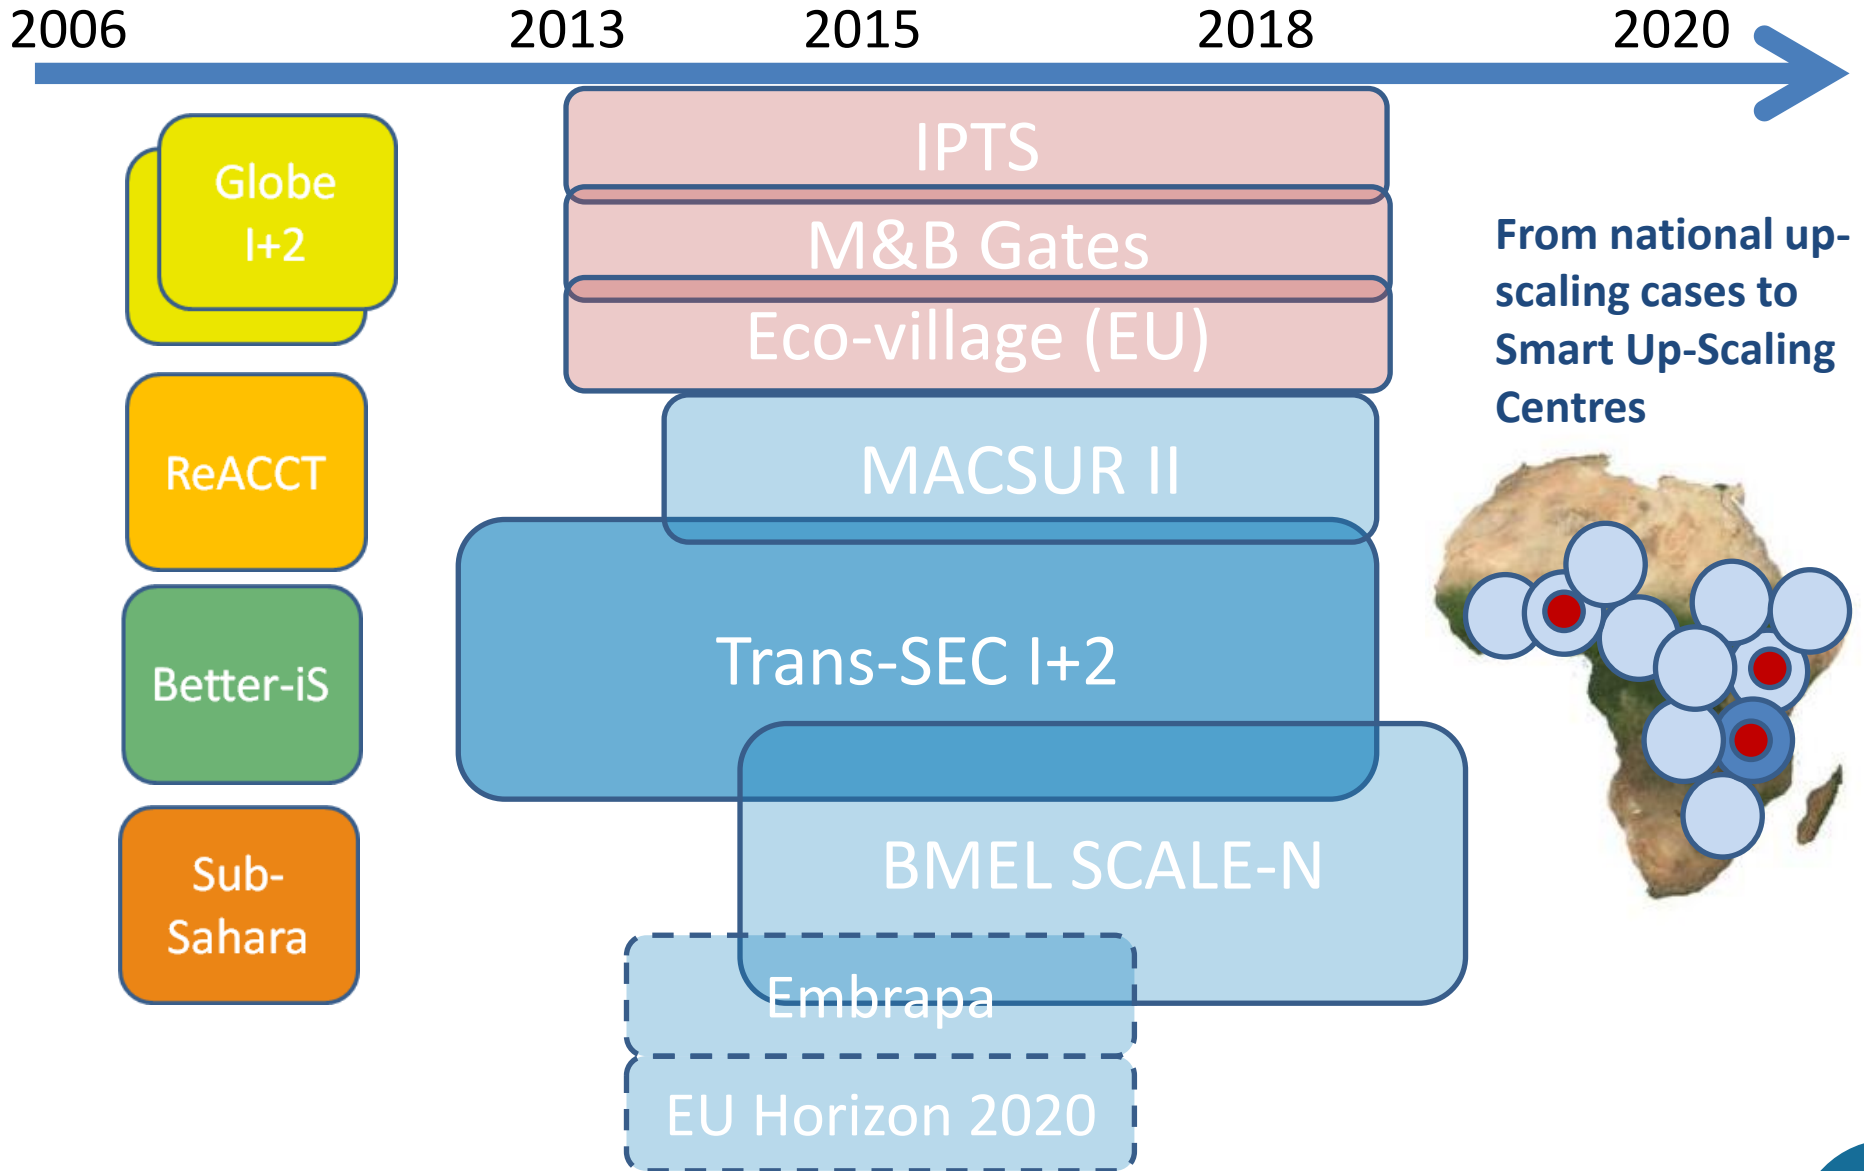 2006 2013 2015 2018 2020
Globe
I+2
ReACCT
Better-iS
Sub-
Sahara
IPTS
M&B Gates
Eco-village (EU)
MACSUR II
Trans-SEC I+2
BMEL SCALE-N
Embrapa
EU Horizon 2020
From national up-
scaling cases to
Smart Up-Scaling
Centres